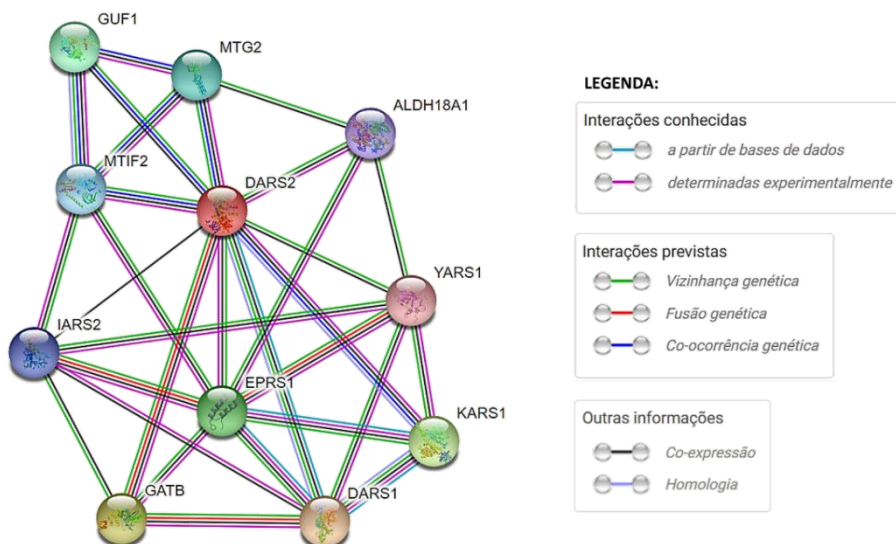 GUF1
MTG2
ALDH18A1
MTIF2
DARS2
YARS1
IARS2
EPRS1
KARS1
GATB
DARS1
LEGENDA:
Interações conhecidas
a partir de bases de dados
determinadas experimentalmente
Interações previstas
Vizinhança genética
Fusão genética
Co-ocorrência genética
Outras informações
Co-expressão
Homologia